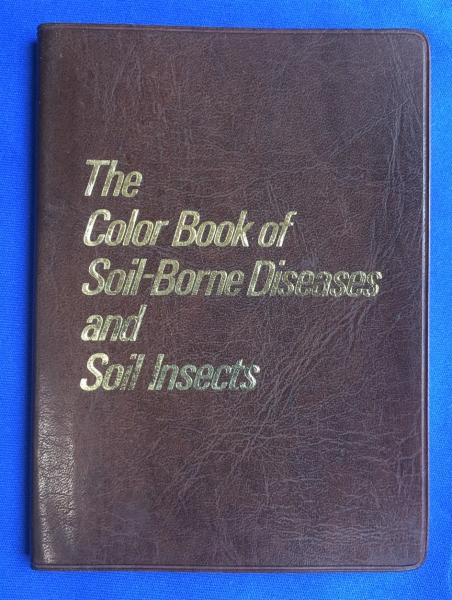 The
Color Book of
Soil-Borne Diseases
and
Soil Insects